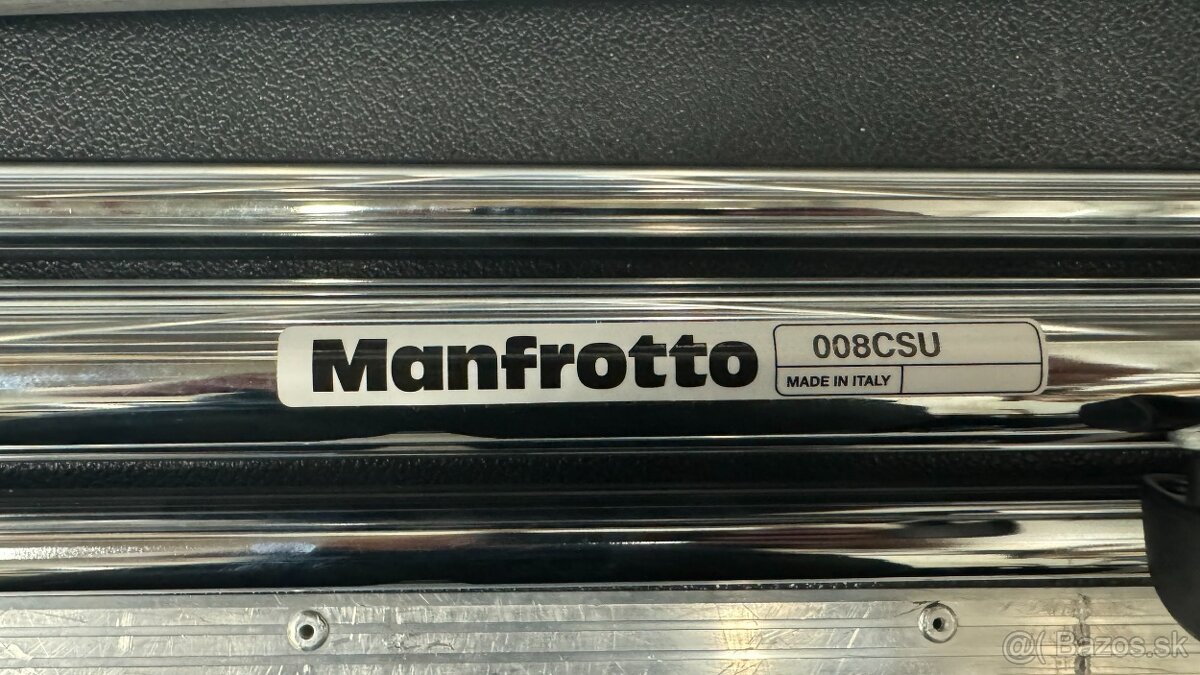 Manfrotto
008CSU
MADE IN ITALY
@( Bazos.sk